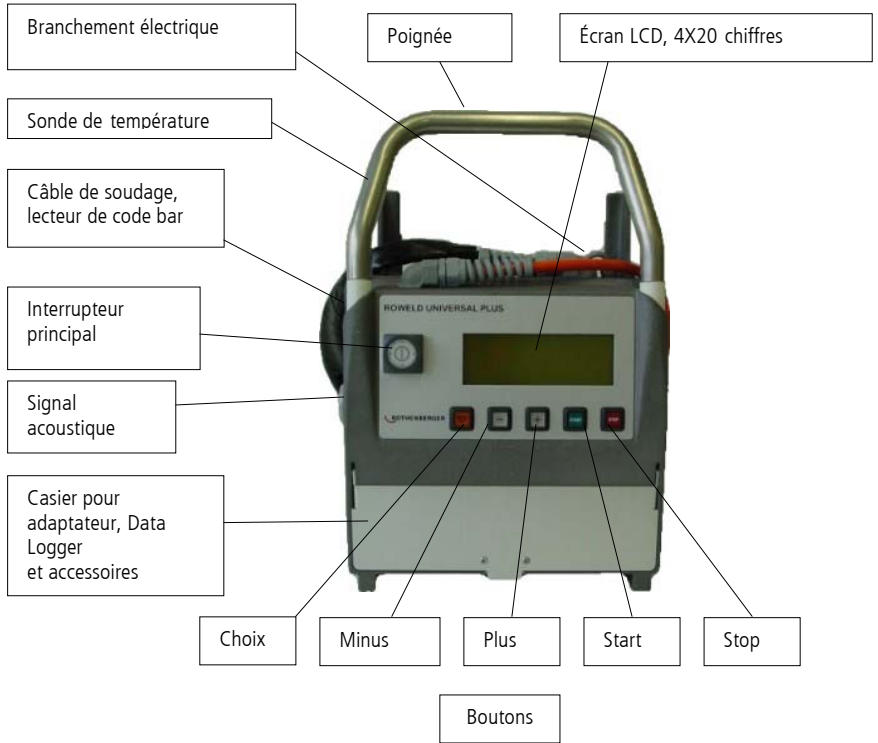 Branchement électrique
Poignée
Écran LCD, 4X20 chiffres
Sonde de température
Câble de soudage,
lecteur de code bar
Interrupteur
principal
Signal
acoustique
Casier pour
adaptateur, Data
Logger
et accessoires
ROWELD UNIVERSAL PLUS
ROTHENBERGER
START
STOP
Choix
Minus
Plus
Start
Stop
Boutons